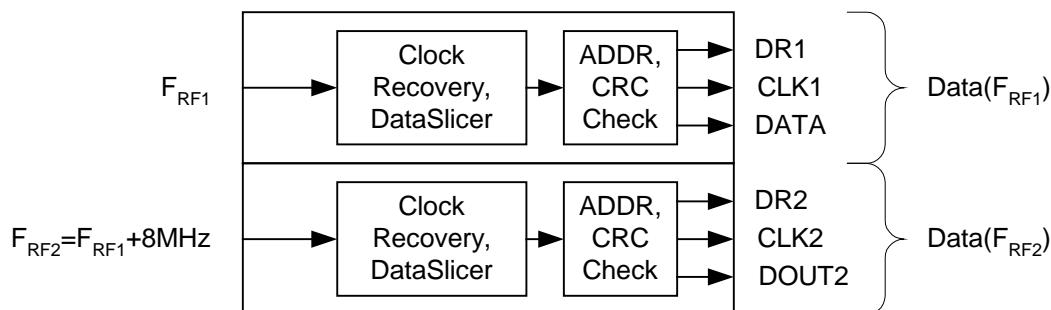 F_RF1
Clock
Recovery,
DataSlicer
ADDR,
CRC
Check
DR1
CLK1
DATA
Data(F_RF1)
F_RF2=F_RF1+8MHz
Clock
Recovery,
DataSlicer
ADDR,
CRC
Check
DR2
CLK2
DOUT2
Data(F_RF2)